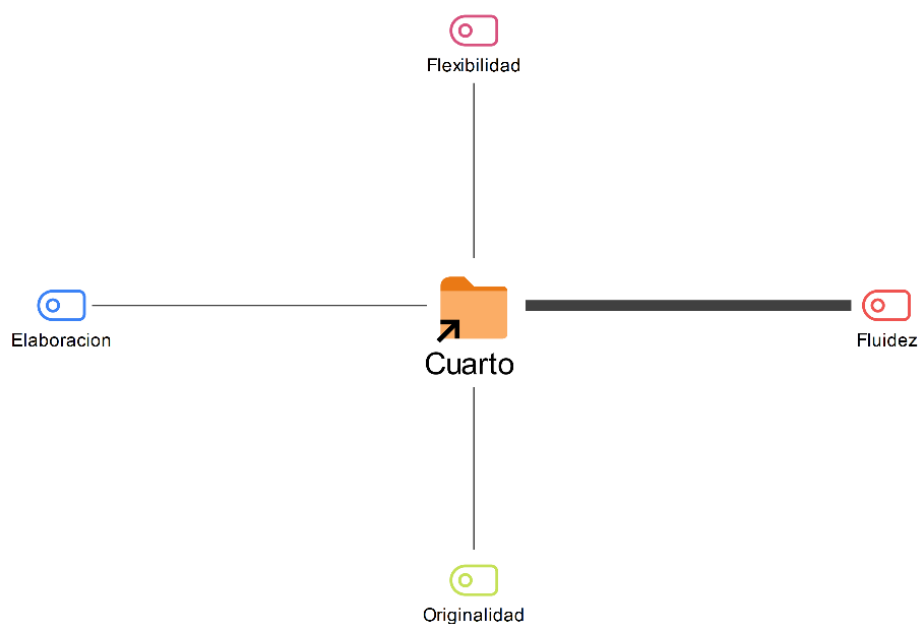 Flexibilidad
Elaboracion
Cuarto
Fluidez
Originalidad